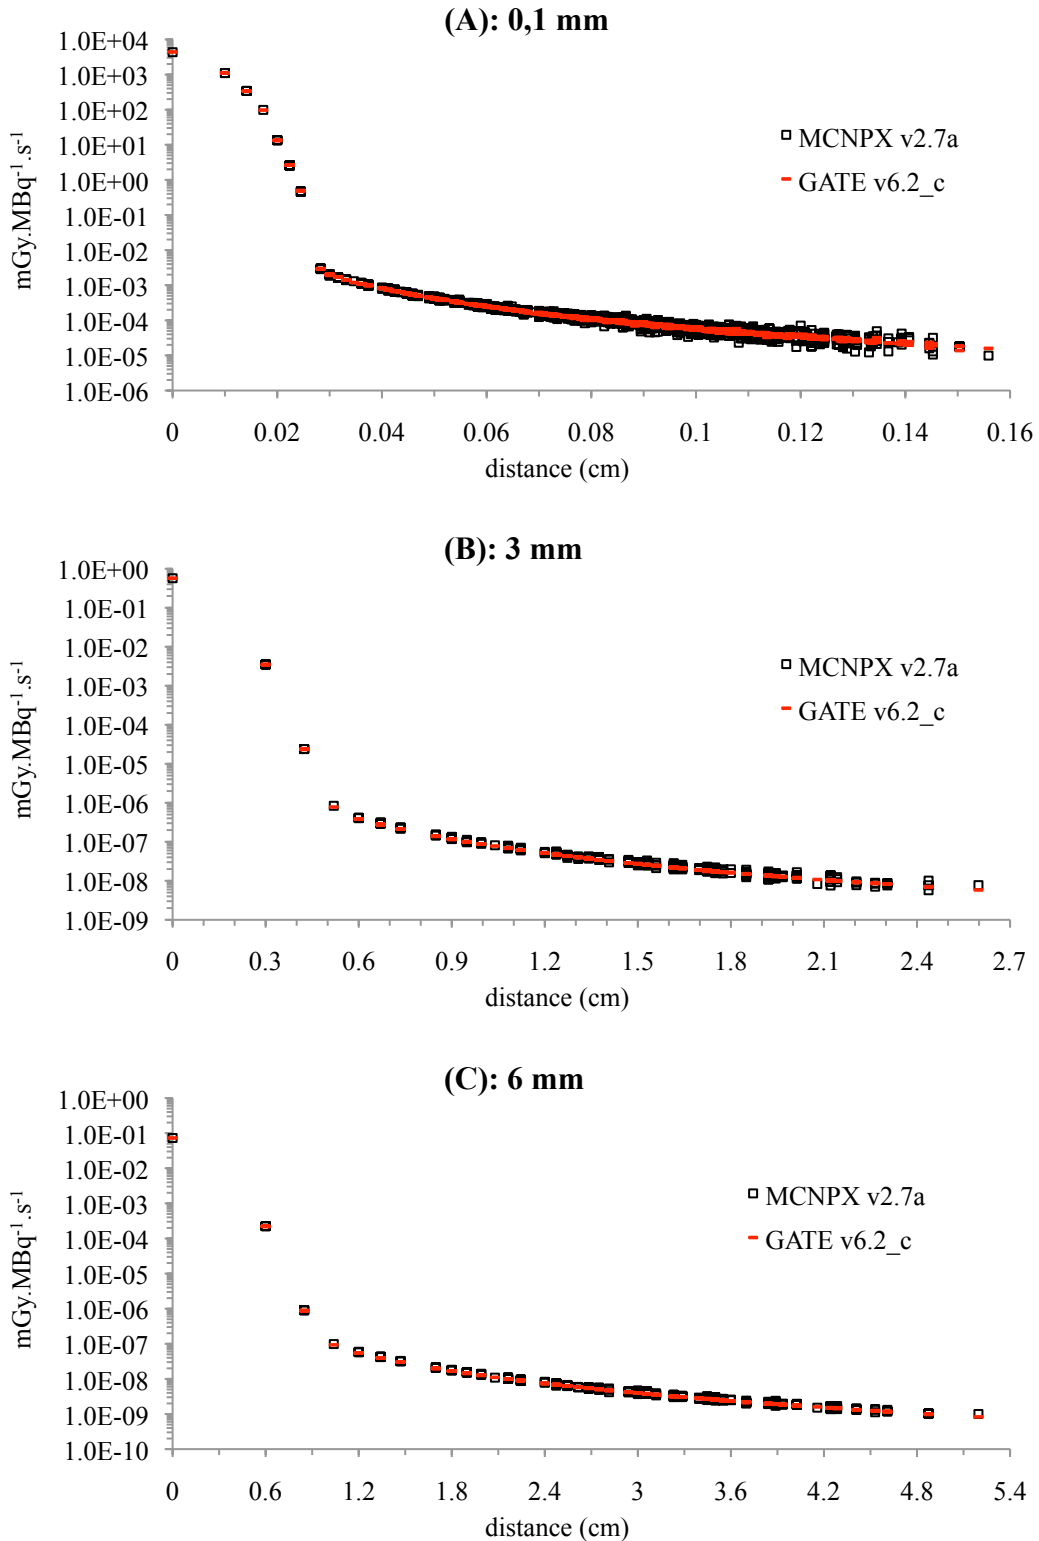 (A): 0,1 mm
1.0E+04
1.0E+03
1.0E+02
1.0E+01
1.0E+00
1.0E-01
1.0E-02
1.0E-03
1.0E-04
1.0E-05
1.0E-06
mGy.MBq⁻¹.s⁻¹
MCNPX v2.7a
GATE v6.2_c
0 0.02 0.04 0.06 0.08 0.1 0.12 0.14 0.16
distance (cm)
(B): 3 mm
1.0E+00
1.0E-01
1.0E-02
1.0E-03
1.0E-04
1.0E-05
1.0E-06
1.0E-07
1.0E-08
1.0E-09
mGy.MBq⁻¹.s⁻¹
MCNPX v2.7a
GATE v6.2_c
0 0.3 0.6 0.9 1.2 1.5 1.8 2.1 2.4 2.7
distance (cm)
(C): 6 mm
1.0E+00
1.0E-01
1.0E-02
1.0E-03
1.0E-04
1.0E-05
1.0E-06
1.0E-07
1.0E-08
1.0E-09
1.0E-10
mGy.MBq⁻¹.s⁻¹
MCNPX v2.7a
GATE v6.2_c
0 0.6 1.2 1.8 2.4 3 3.6 4.2 4.8 5.4
distance (cm)